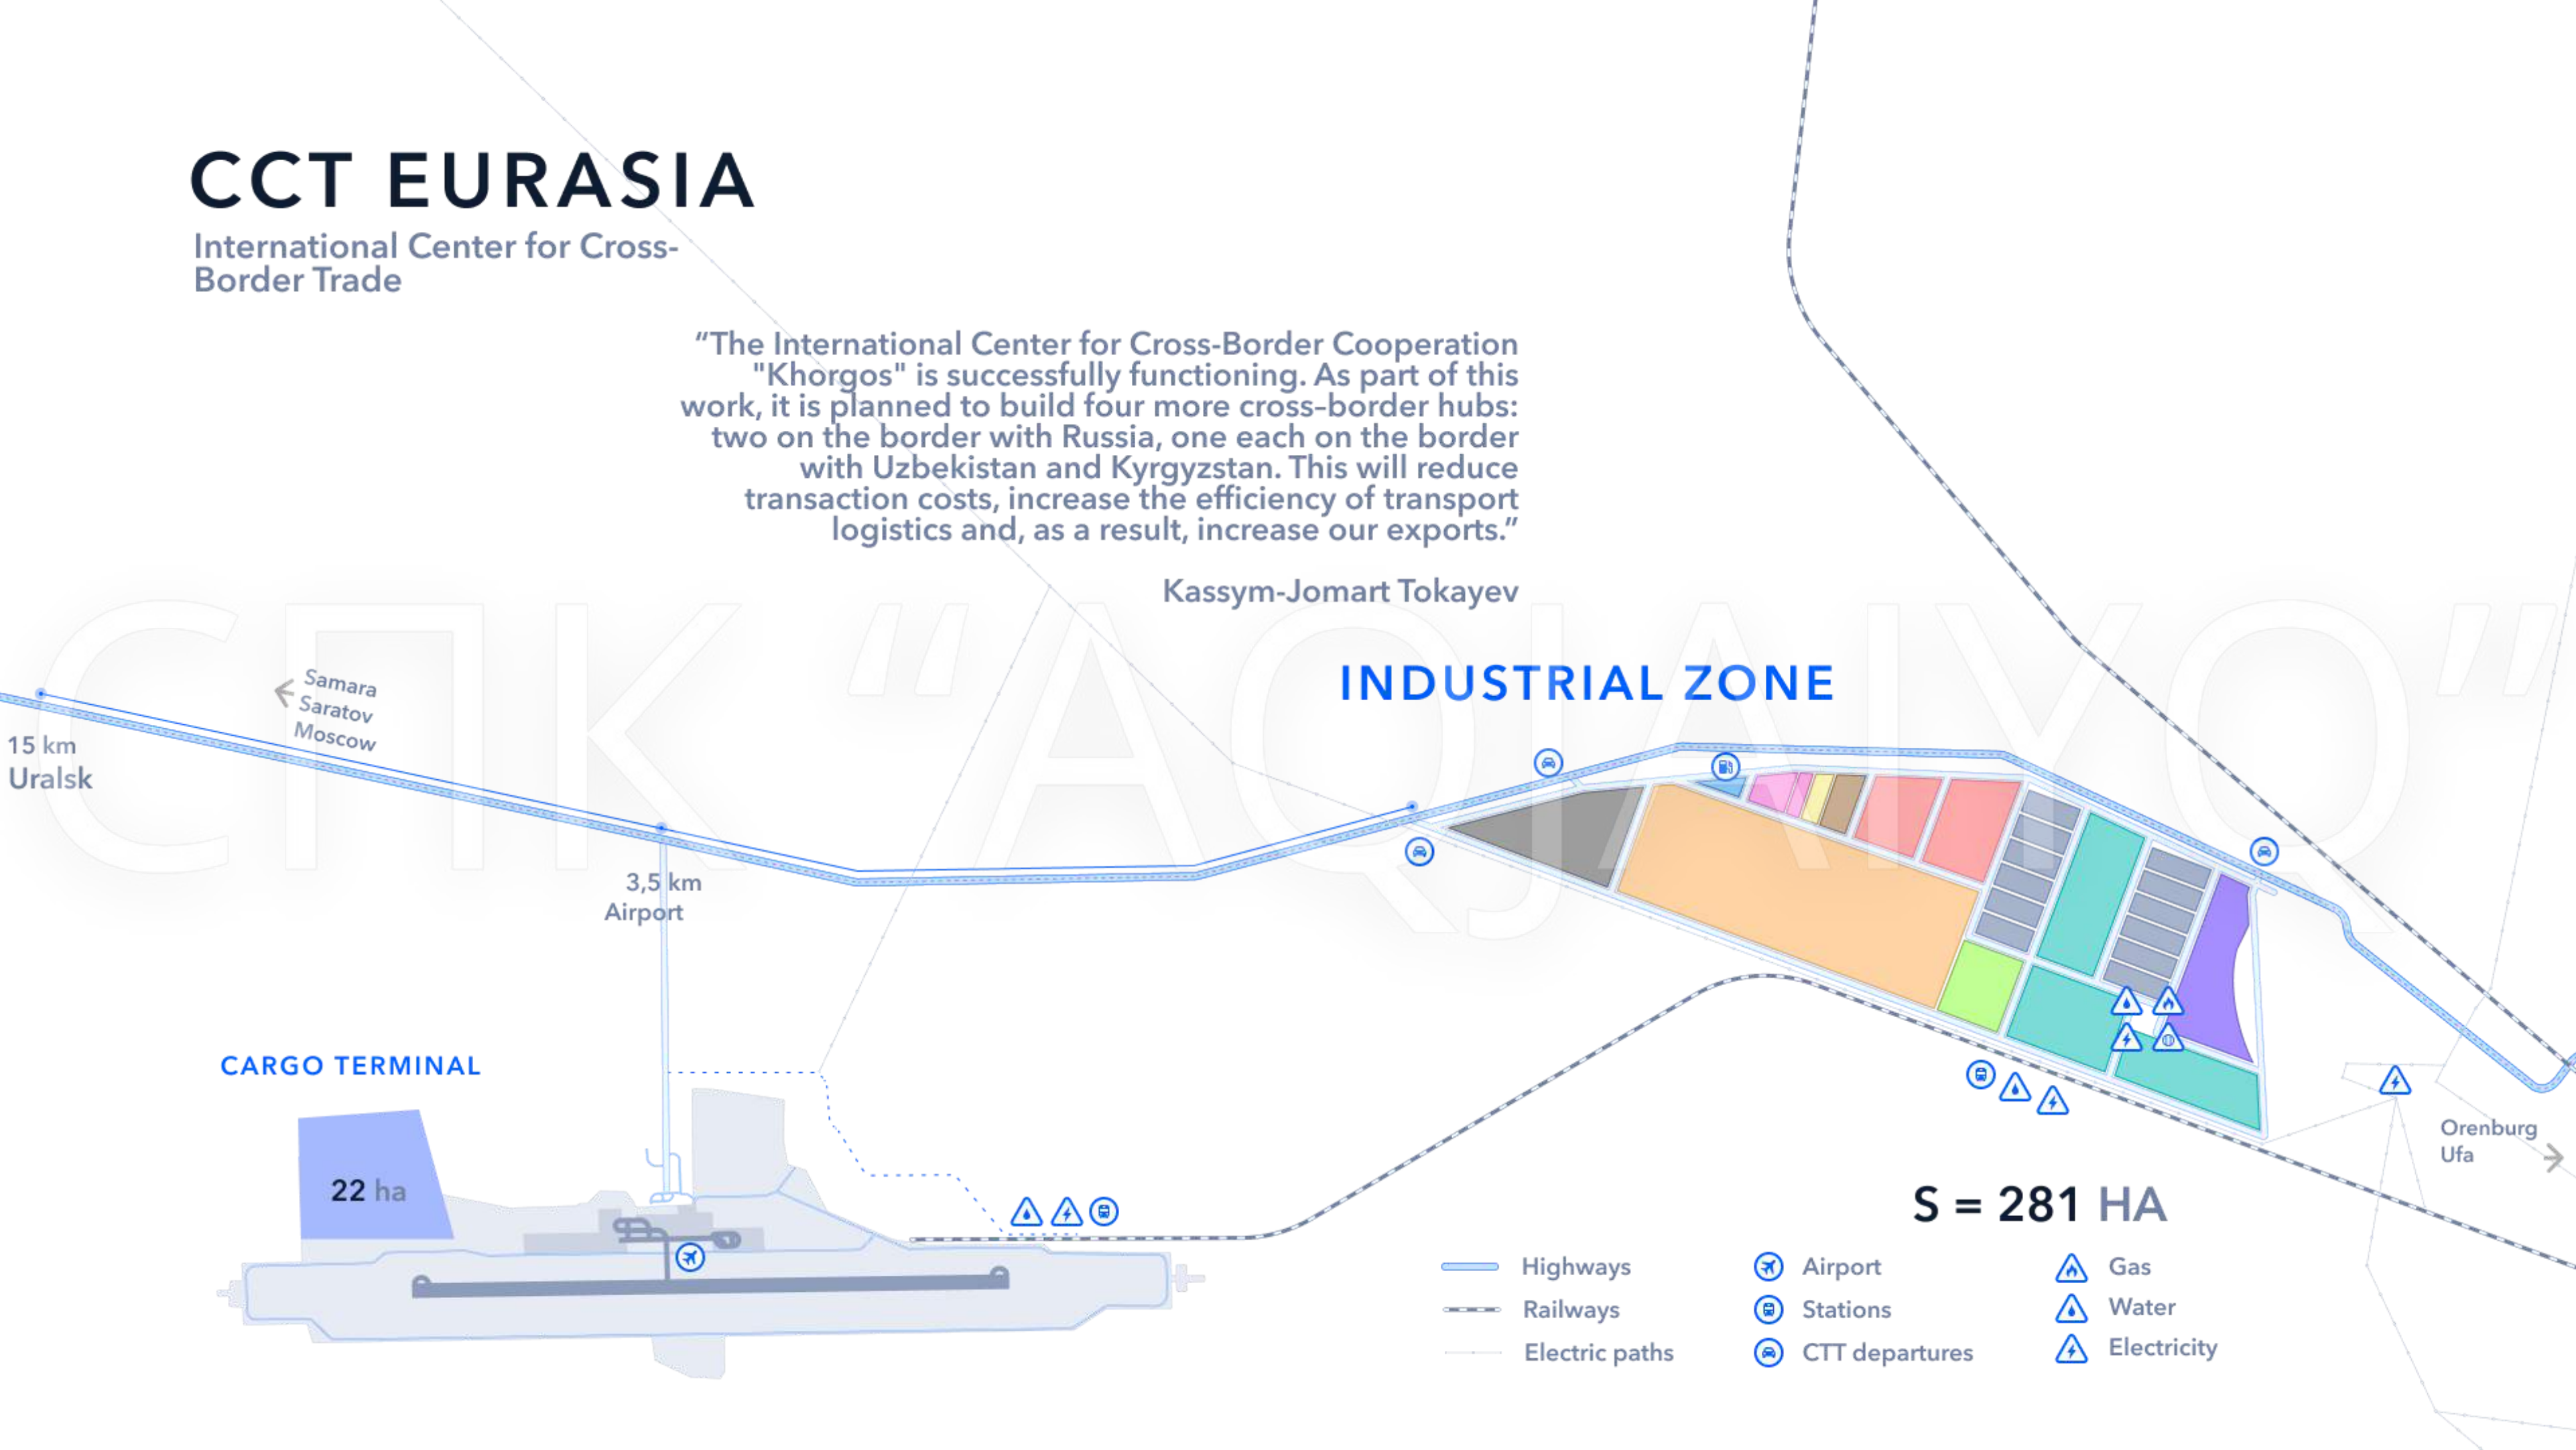 CCT EURASIA
International Center for Cross-
Border Trade
“The International Center for Cross-Border Cooperation
"Khorgos" is successfully functioning. As part of this
work, it is planned to build four more cross–border hubs:
two on the border with Russia, one each on the border
with Uzbekistan and Kyrgyzstan. This will reduce
transaction costs, increase the efficiency of transport
logistics and, as a result, increase our exports.”
Kassym-Jomart Tokayev
СПК “AQJAIYQ”
INDUSTRIAL ZONE
Samara
Saratov
Moscow
15 km
Uralsk
3,5 km
Airport
CARGO TERMINAL
22 ha
Orenburg
Ufa
S = 281 HA
Highways
Railways
Electric paths
Airport
Stations
CTT departures
Gas
Water
Electricity